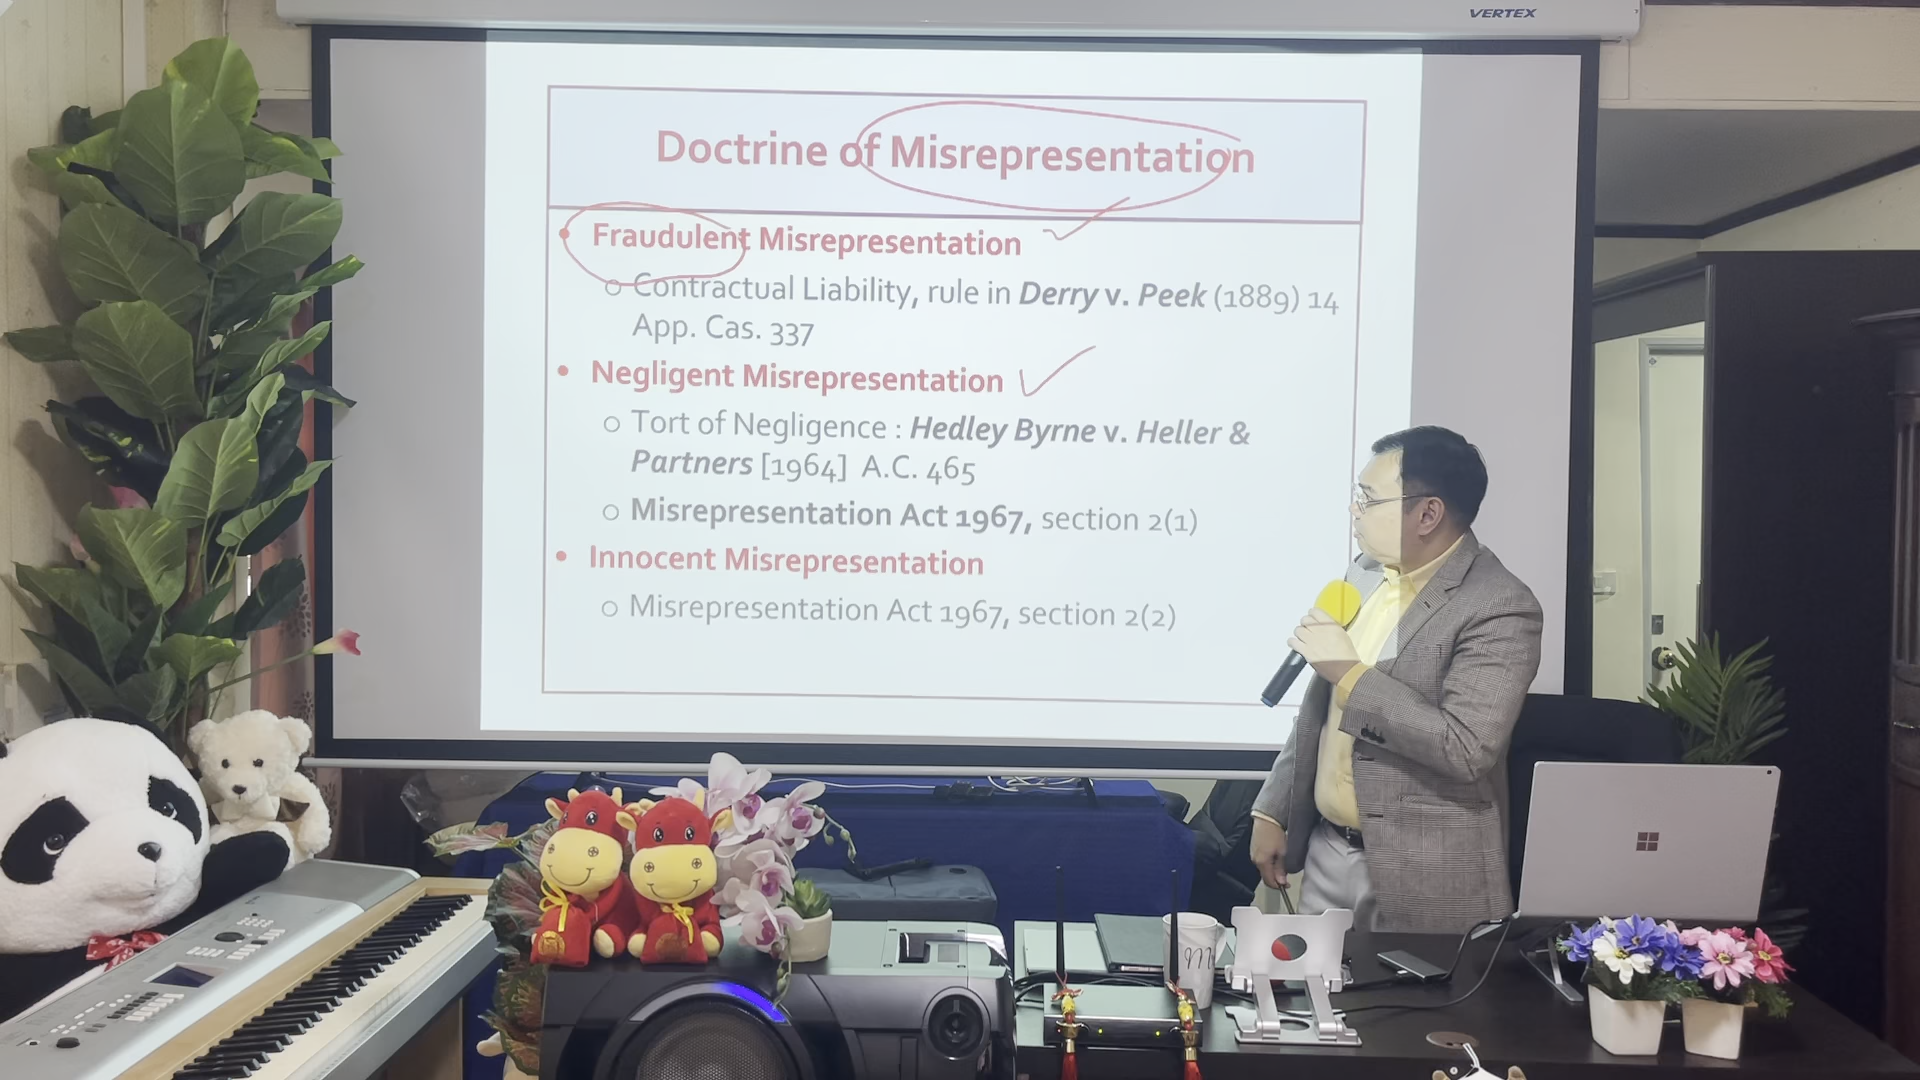 VERTEX
Doctrine of Misrepresentation
• Fraudulent Misrepresentation
○ Contractual Liability, rule in Derry v. Peek (1889) 14
App. Cas. 337
• Negligent Misrepresentation
○ Tort of Negligence : Hedley Byrne v. Heller &
Partners [1964] A.C. 465
○ Misrepresentation Act 1967, section 2(1)
• Innocent Misrepresentation
○ Misrepresentation Act 1967, section 2(2)